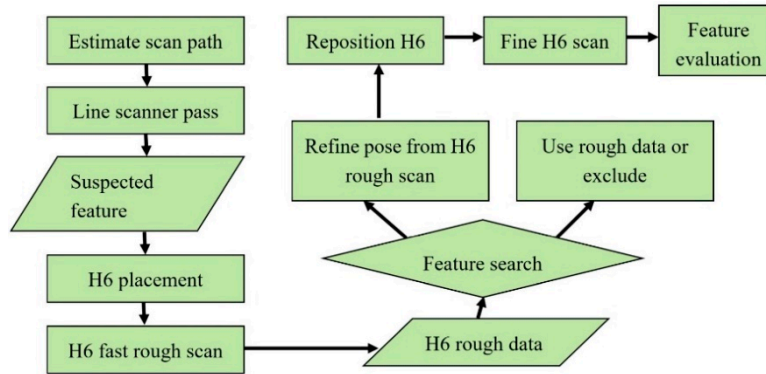 Estimate scan path
Line scanner pass
Suspected
feature
H6 placement
H6 fast rough scan
H6 rough data
Feature search
Refine pose from H6
rough scan
Use rough data or
exclude
Reposition H6
Fine H6 scan
Feature
evaluation